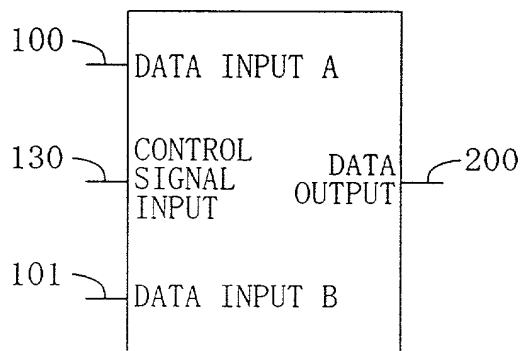 100
DATA INPUT A
130
CONTROL
SIGNAL
INPUT
DATA
OUTPUT
200
101
DATA INPUT B